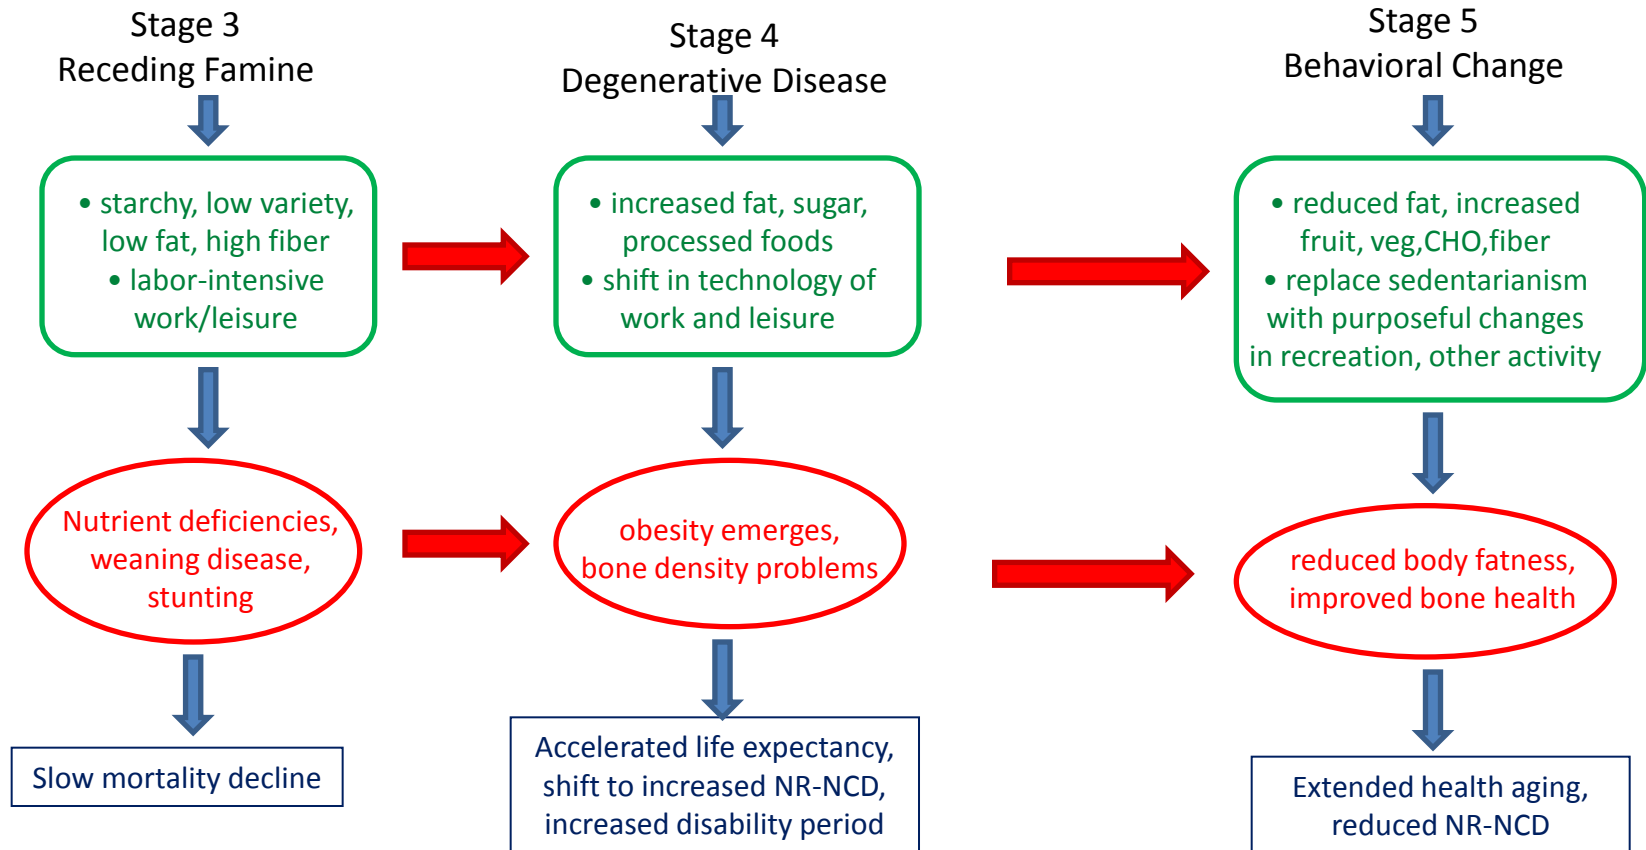 Stage 3
Receding Famine
• starchy, low variety,
low fat, high fiber
• labor-intensive
work/leisure
Nutrient deficiencies,
weaning disease,
stunting
Slow mortality decline
Stage 4
Degenerative Disease
• increased fat, sugar,
processed foods
• shift in technology of
work and leisure
obesity emerges,
bone density problems
Accelerated life expectancy,
shift to increased NR-NCD,
increased disability period
Stage 5
Behavioral Change
• reduced fat, increased
fruit, veg,CHO,fiber
• replace sedentarianism
with purposeful changes
in recreation, other activity
reduced body fatness,
improved bone health
Extended health aging,
reduced NR-NCD